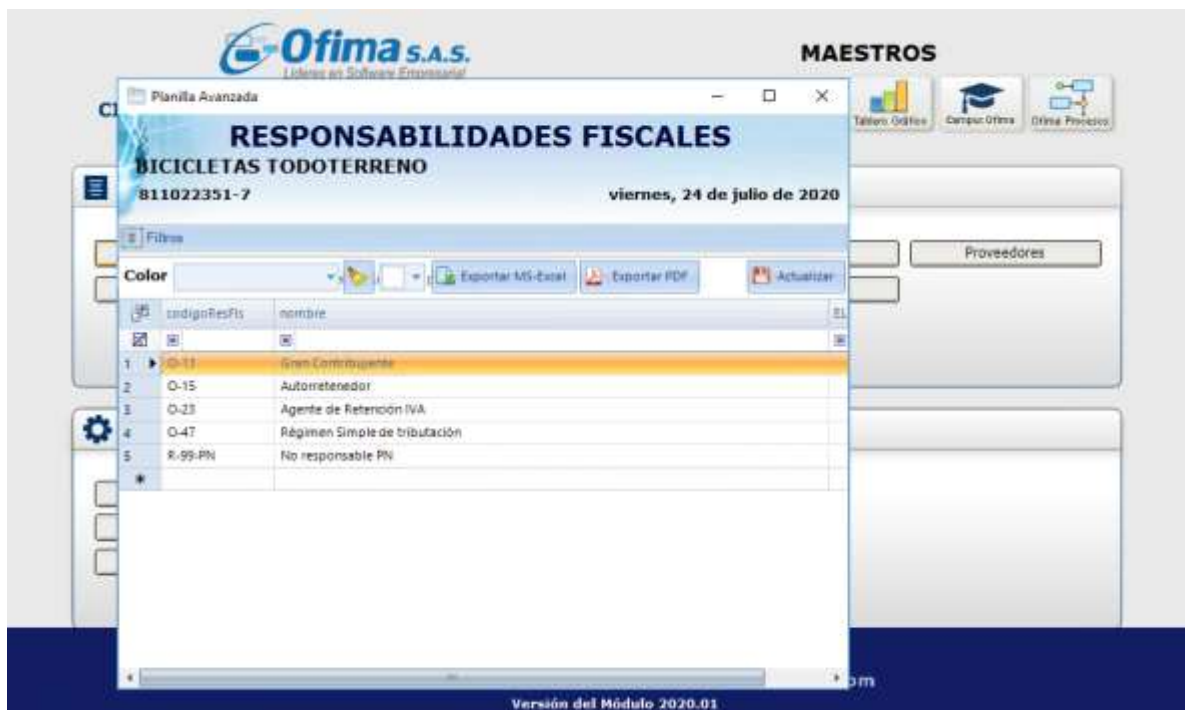 Ofima S.A.S.
Líderes en Software Empresarial
MAESTROS
Tablero Gráfico
Campus Ofima
Ofima Procesos
Planilla Avanzada
RESPONSABILIDADES FISCALES
BICICLETAS TODOTERRENO
811022351-7
viernes, 24 de julio de 2020
Filtros
Proveedores
Color
Exportar MS-Excel
Exportar PDF
Actualizar
codigoResFis nombre
1 O-13 Gran Contribuyente
2 O-15 Autorretenedor
3 O-23 Agente de Retención IVA
4 O-47 Régimen Simple de tributación
5 R-99-PN No responsable PN
om
Versión del Módulo 2020.01